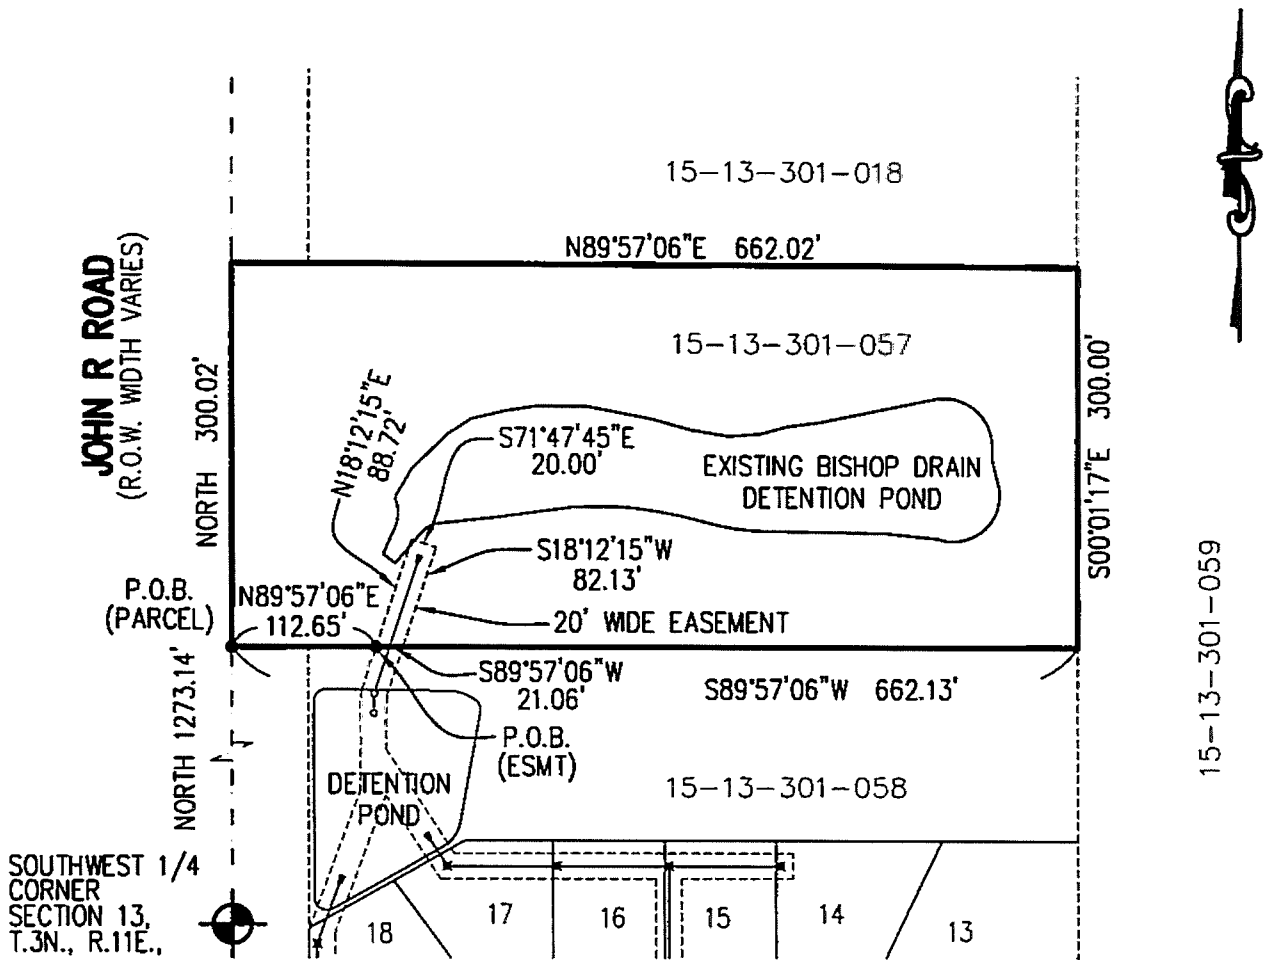 15-13-301-018
N89°57'06"E 662.02'
JOHN R ROAD
(R.O.W. WIDTH VARIES)
15-13-301-057
NORTH 300.02'
S00°01'17"E 300.00'
N18°12'15"E
88.72'
S71°47'45"E
20.00'
EXISTING BISHOP DRAIN
DETENTION POND
S18°12'15"W
82.13'
P.O.B.
(PARCEL)
N89°57'06"E
112.65'
20' WIDE EASEMENT
15-13-301-059
S89°57'06"W
21.06'
S89°57'06"W 662.13'
NORTH 1273.14'
P.O.B.
(ESMT)
DETENTION
POND
15-13-301-058
SOUTHWEST 1/4
CORNER
SECTION 13,
T.3N., R.11E.,
18
17
16
15
14
13